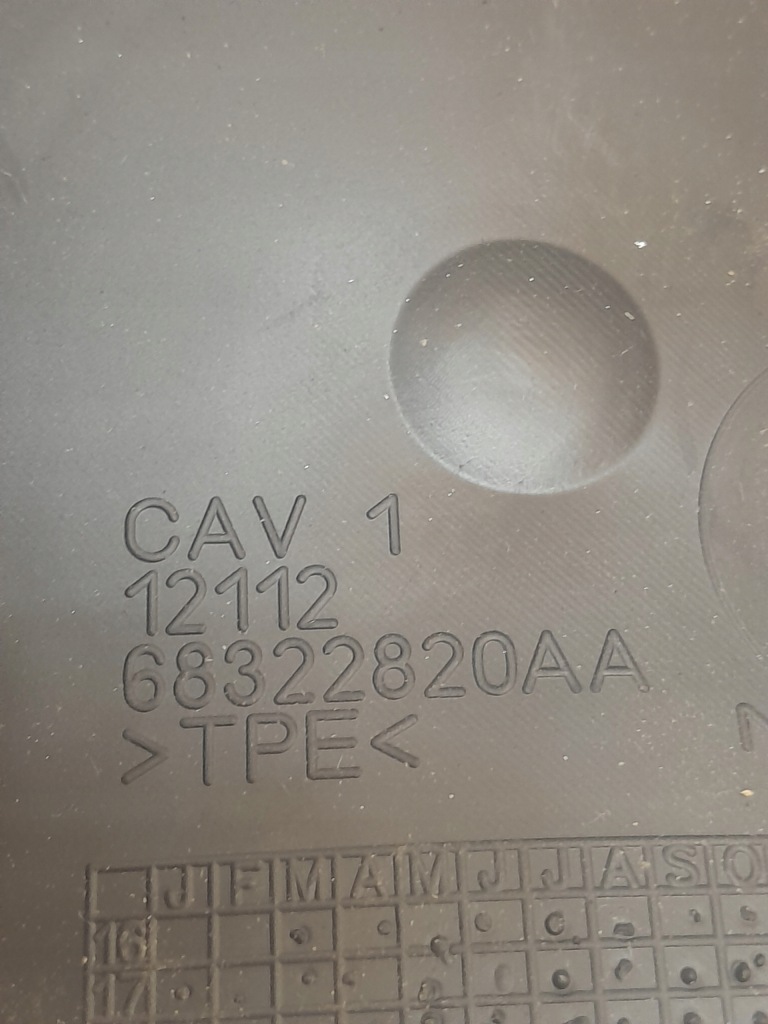 CAV 1
12112
68322820AA
>TPE<
J F M A M J J A S O
16
17